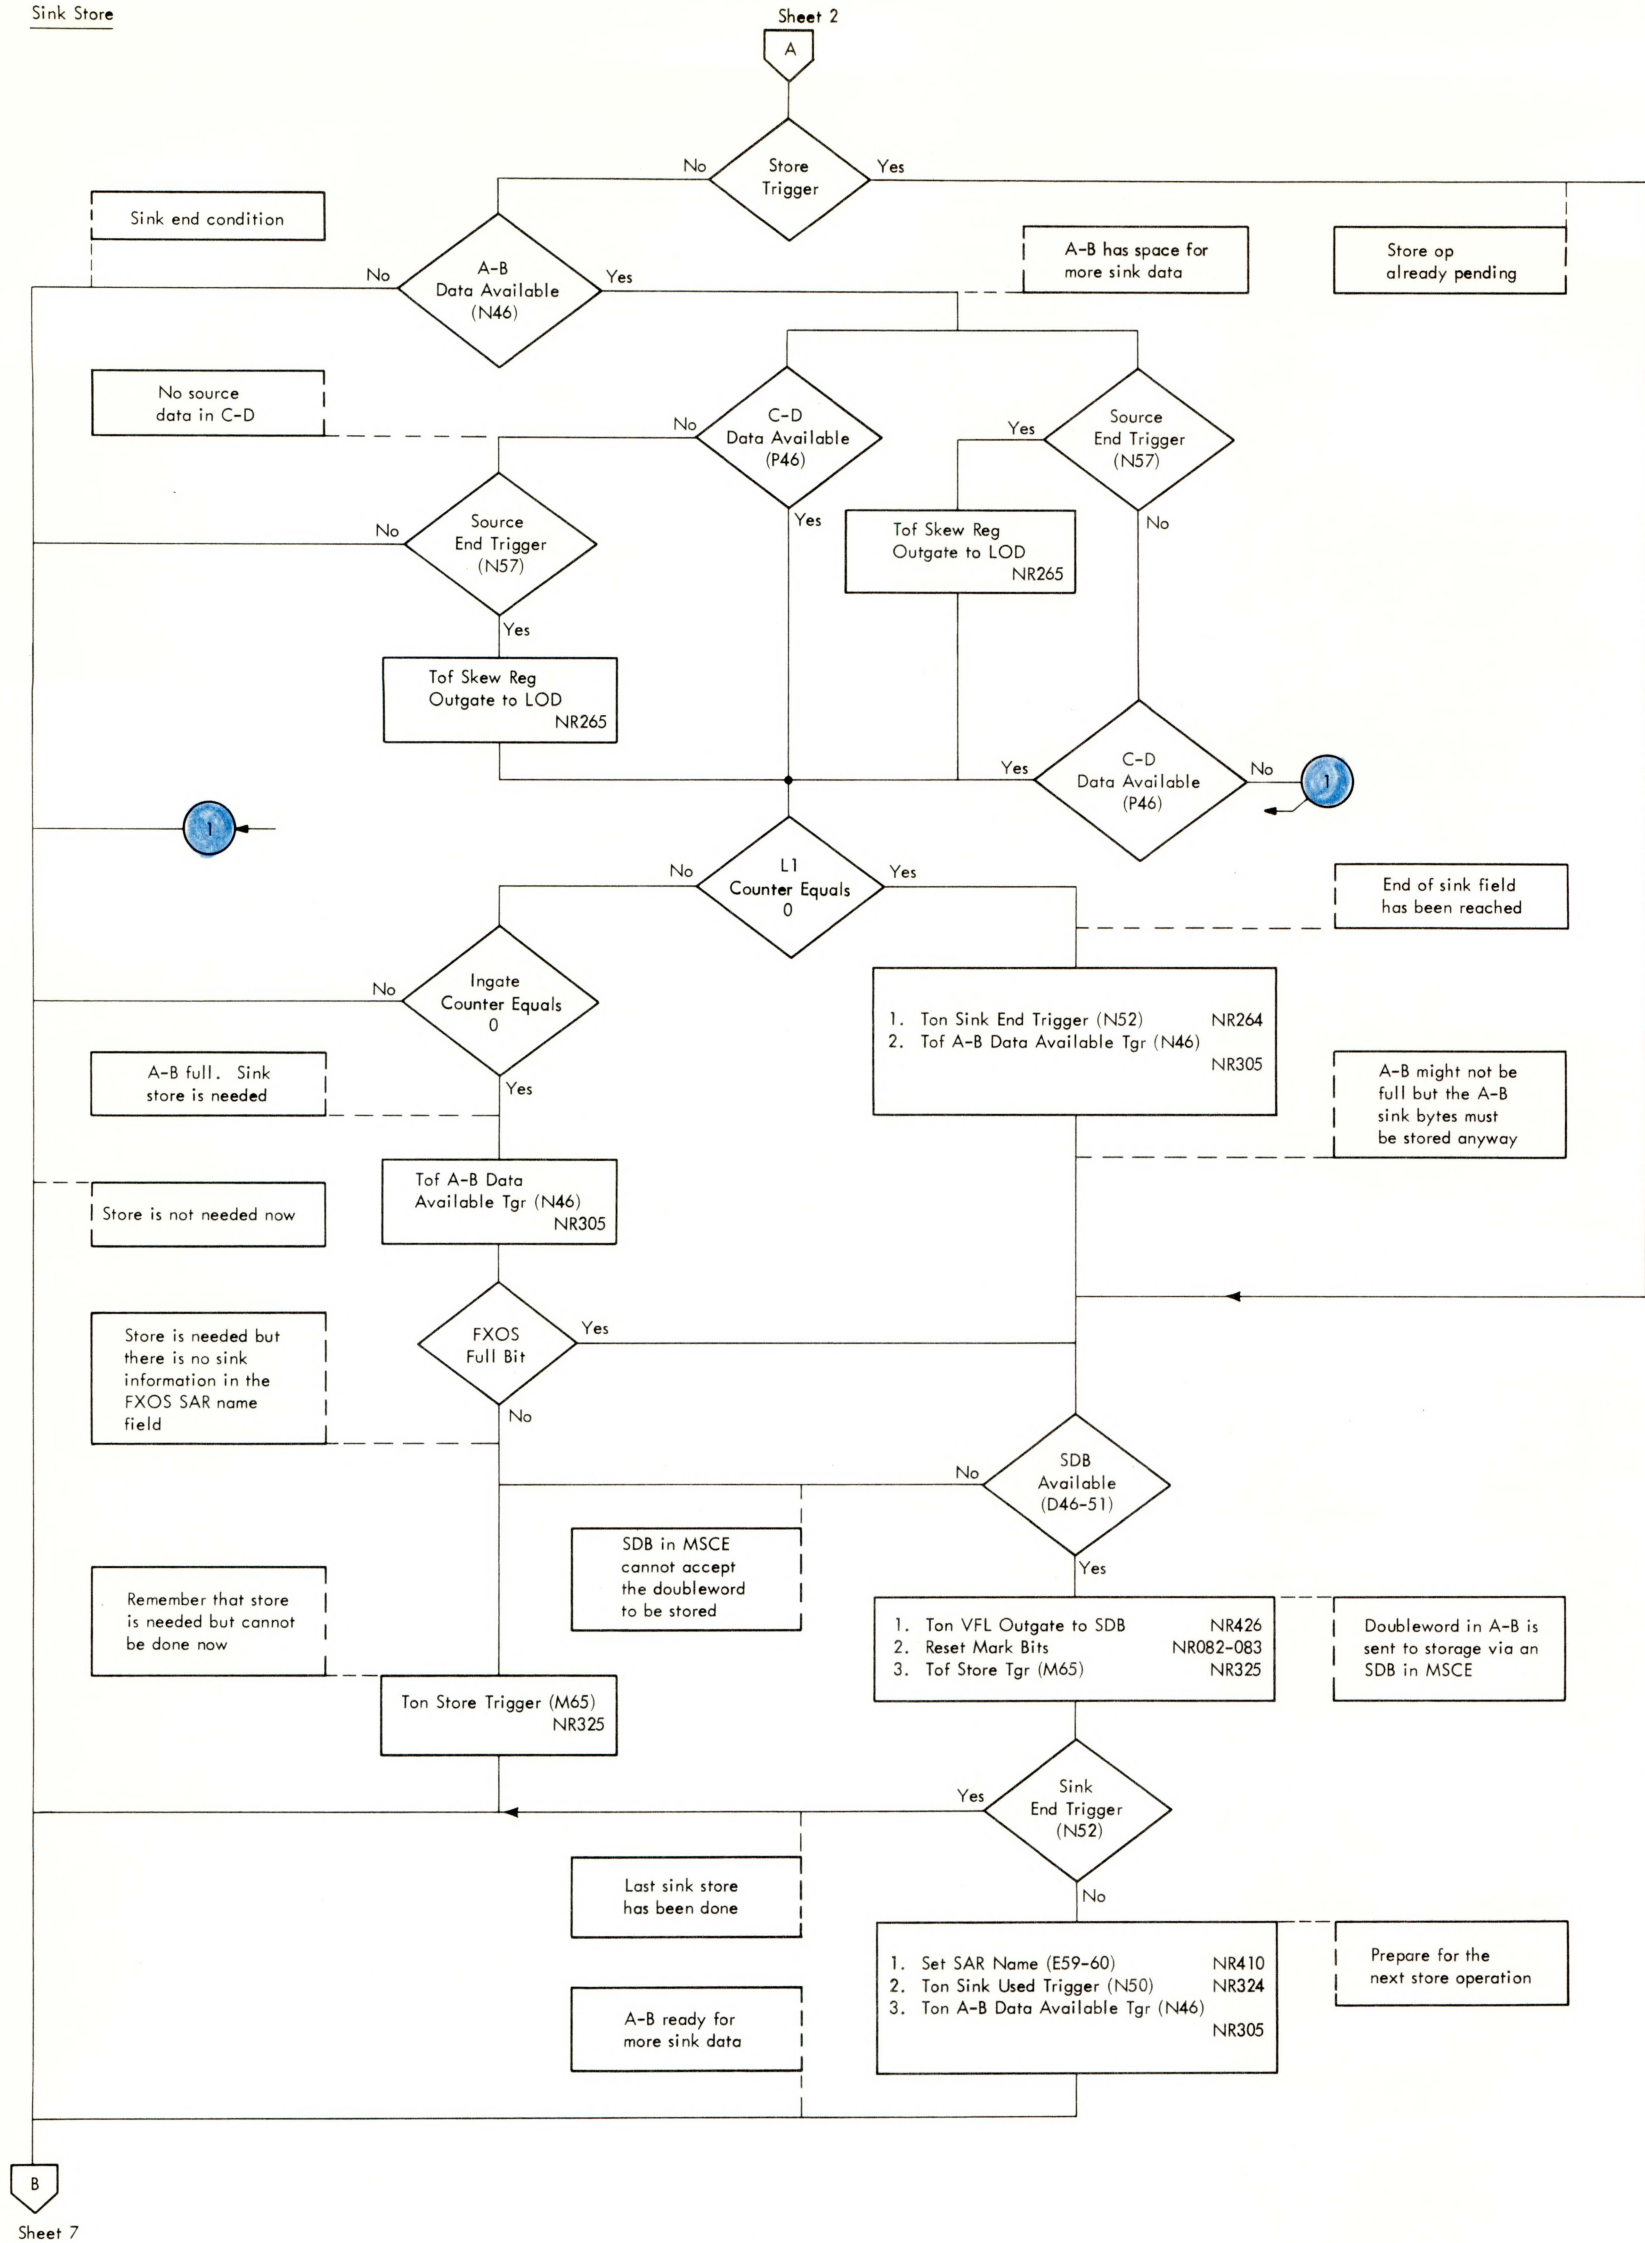 Sink Store
Sheet 2
A
Store
Trigger
No
Yes
Sink end condition
A-B
Data Available
(N46)
No
Yes
A-B has space for
more sink data
Store op
already pending
No source
data in C-D
C-D
Data Available
(P46)
No
Yes
Source
End Trigger
(N57)
Yes
No
Source
End Trigger
(N57)
No
Yes
Tof Skew Reg
Outgate to LOD
NR265
Tof Skew Reg
Outgate to LOD
NR265
C-D
Data Available
(P46)
Yes
No
1
1
L1
Counter Equals
0
No
Yes
End of sink field
has been reached
Ingate
Counter Equals
0
No
Yes
1. Ton Sink End Trigger (N52) NR264
2. Tof A-B Data Available Tgr (N46)
NR305
A-B full. Sink
store is needed
A-B might not be
full but the A-B
sink bytes must
be stored anyway
Tof A-B Data
Available Tgr (N46)
NR305
Store is not needed now
FXOS
Full Bit
Yes
No
Store is needed but
there is no sink
information in the
FXOS SAR name
field
SDB
Available
(D46-51)
No
Yes
SDB in MSCE
cannot accept
the doubleword
to be stored
Remember that store
is needed but cannot
be done now
1. Ton VFL Outgate to SDB NR426
2. Reset Mark Bits NR082-083
3. Tof Store Tgr (M65) NR325
Doubleword in A-B is
sent to storage via an
SDB in MSCE
Ton Store Trigger (M65)
NR325
Sink
End Trigger
(N52)
Yes
No
Last sink store
has been done
1. Set SAR Name (E59-60) NR410
2. Ton Sink Used Trigger (N50) NR324
3. Ton A-B Data Available Tgr (N46)
NR305
Prepare for the
next store operation
A-B ready for
more sink data
B
Sheet 7